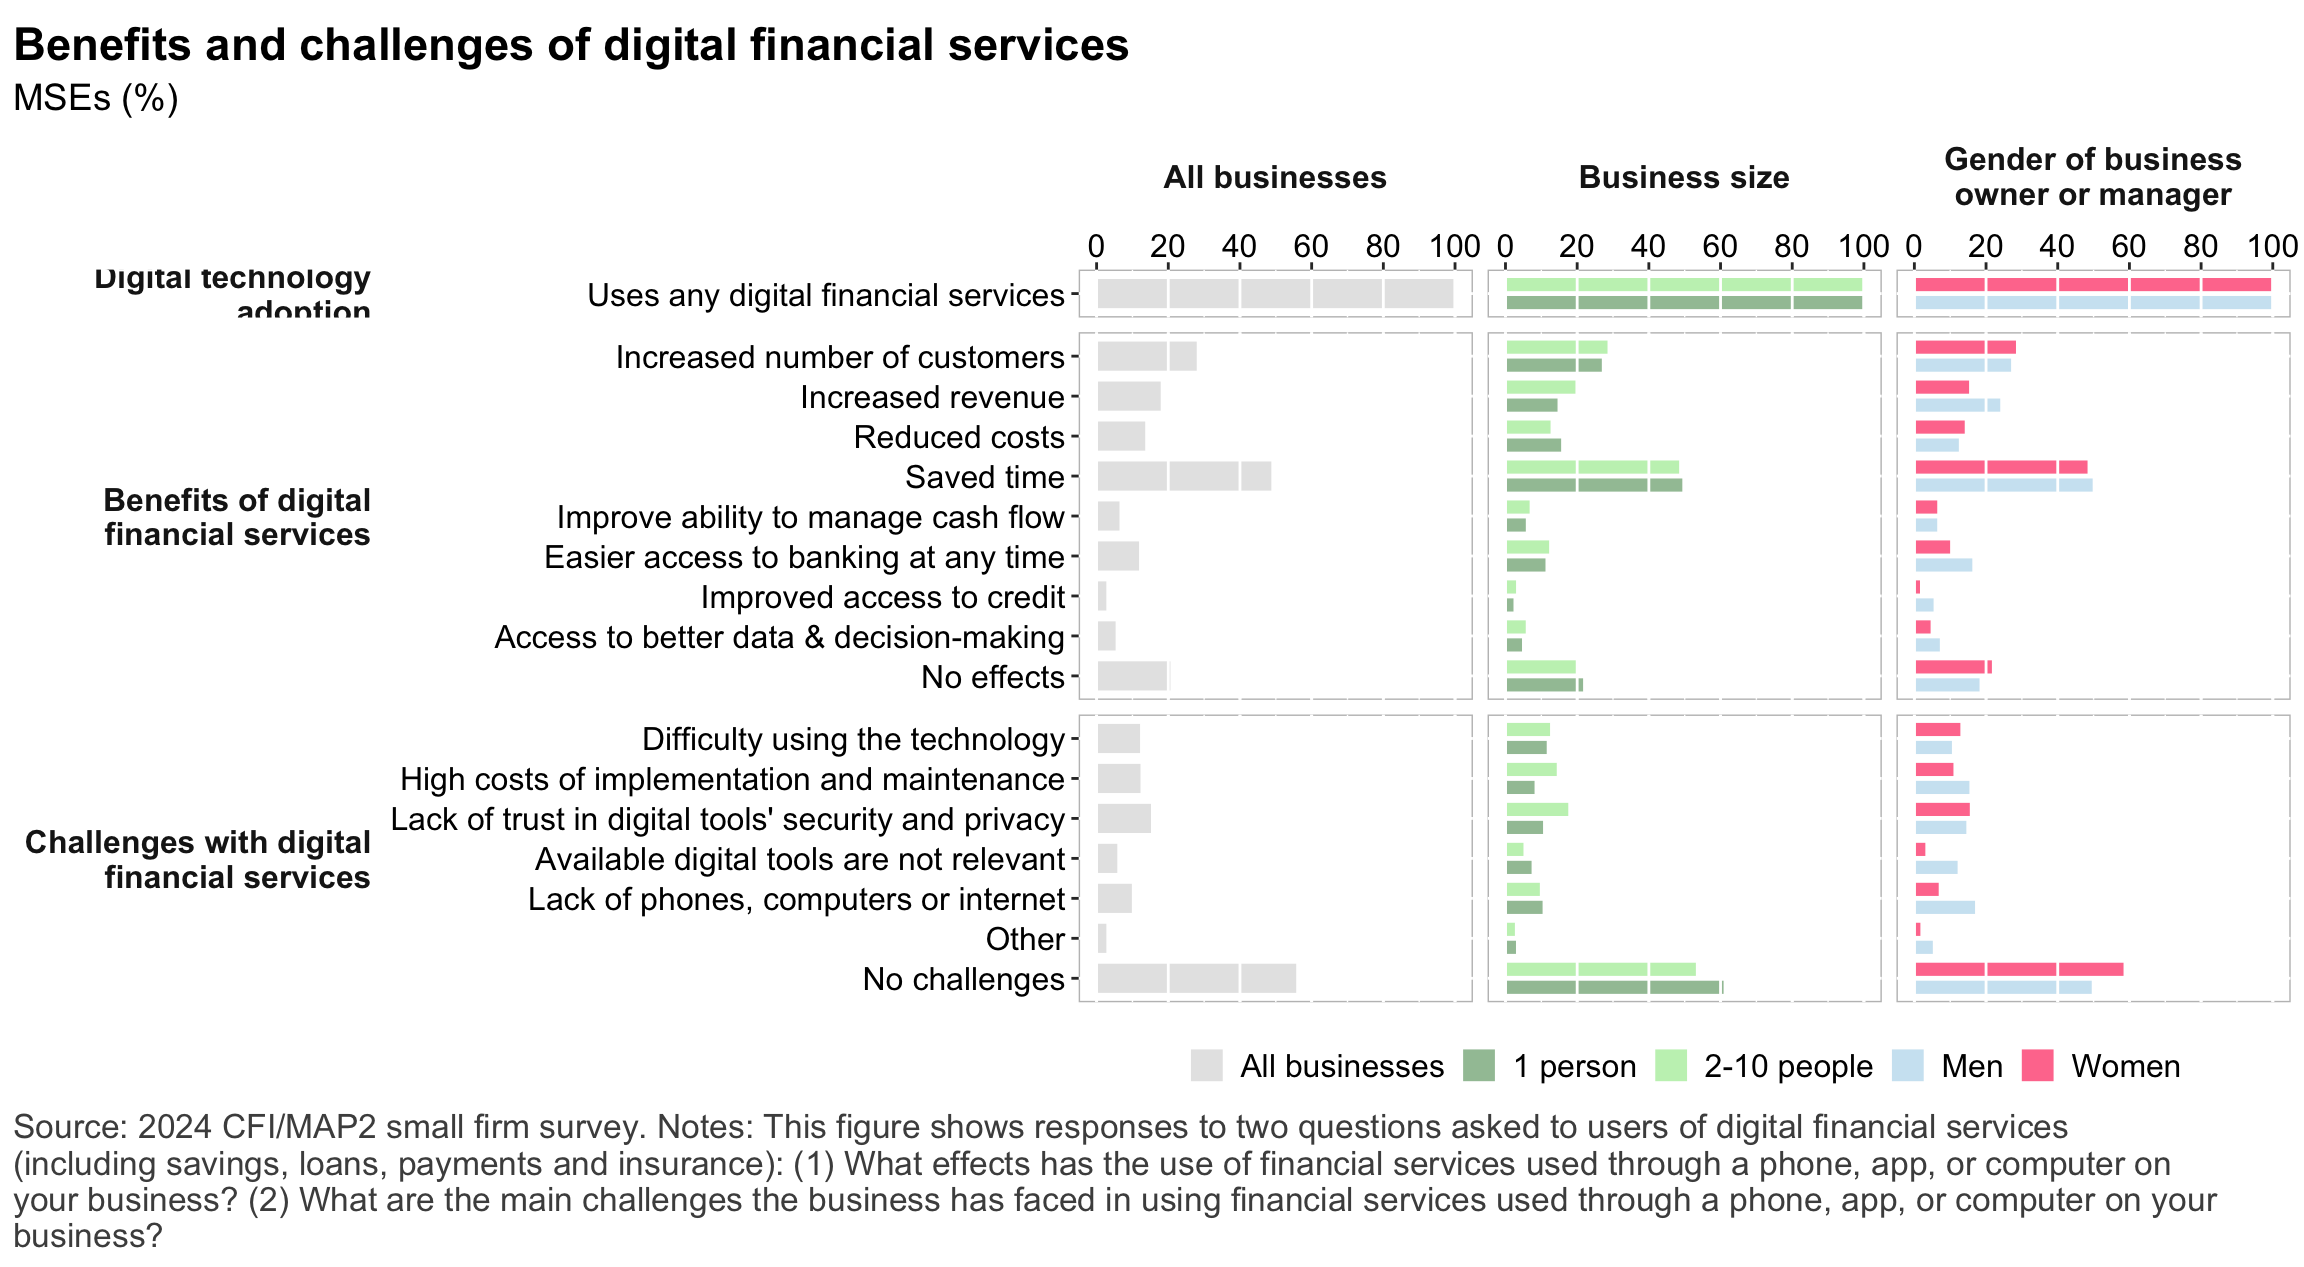 Benefits and challenges of digital financial services
MSEs (%)
All businesses
Business size
Gender of business
owner or manager
0 20 40 60 80 100
0 20 40 60 80 100
0 20 40 60 80 100
Digital technology
adoption
Uses any digital financial services
Benefits of digital
financial services
Increased number of customers
Increased revenue
Reduced costs
Saved time
Improve ability to manage cash flow
Easier access to banking at any time
Improved access to credit
Access to better data & decision-making
No effects
Challenges with digital
financial services
Difficulty using the technology
High costs of implementation and maintenance
Lack of trust in digital tools' security and privacy
Available digital tools are not relevant
Lack of phones, computers or internet
Other
No challenges
All businesses 1 person 2-10 people Men Women
Source: 2024 CFI/MAP2 small firm survey. Notes: This figure shows responses to two questions asked to users of digital financial services
(including savings, loans, payments and insurance): (1) What effects has the use of financial services used through a phone, app, or computer on
your business? (2) What are the main challenges the business has faced in using financial services used through a phone, app, or computer on your
business?